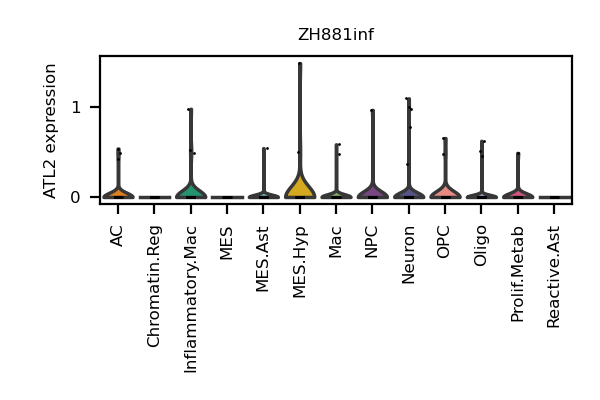 ZH881inf
ATL2 expression
1
0
AC
Chromatin.Reg
Inflammatory.Mac
MES
MES.Ast
MES.Hyp
Mac
NPC
Neuron
OPC
Oligo
Prolif.Metab
Reactive.Ast